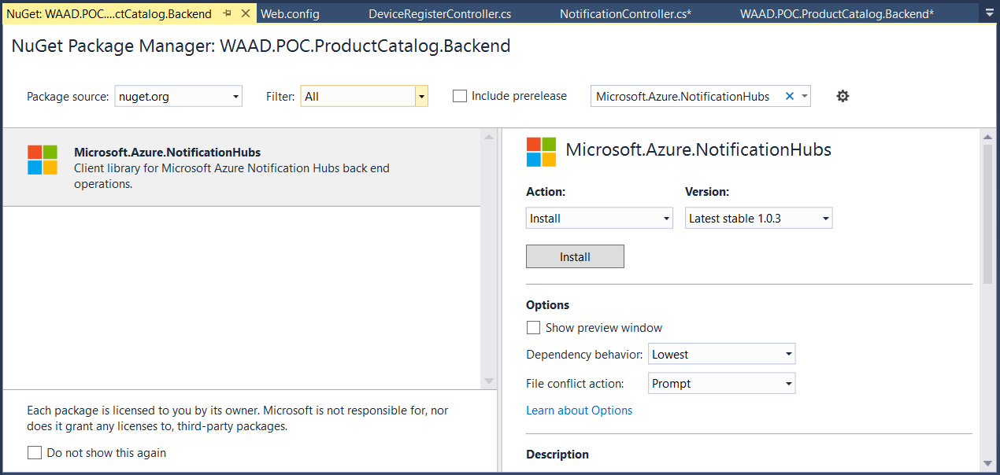 NuGet: WAAD.POC....ctCatalog.Backend
Web.config
DeviceRegisterController.cs
NotificationController.cs*
WAAD.POC.ProductCatalog.Backend*
NuGet Package Manager: WAAD.POC.ProductCatalog.Backend
Package source: nuget.org
Filter: All
Include prerelease
Microsoft.Azure.NotificationHubs
Microsoft.Azure.NotificationHubs
Client library for Microsoft Azure Notification Hubs back end
operations.
Each package is licensed to you by its owner. Microsoft is not responsible for, nor
does it grant any licenses to, third-party packages.
Do not show this again
Microsoft.Azure.NotificationHubs
Action: Version:
Install Latest stable 1.0.3
Install
Options
Show preview window
Dependency behavior: Lowest
File conflict action: Prompt
Learn about Options
Description